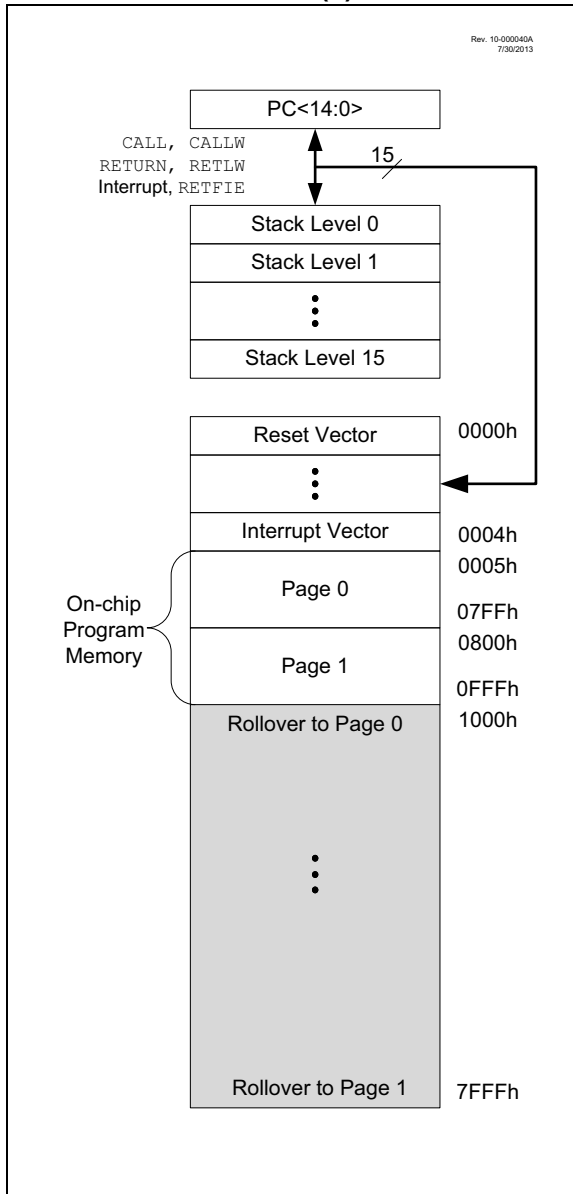 (1)
Rev. 10-000040A
7/30/2013
PC<14:0>
CALL, CALLW
RETURN, RETLW
Interrupt, RETFIE
15
Stack Level 0
Stack Level 1
Stack Level 15
Reset Vector
0000h
Interrupt Vector
0004h
On-chip
Program
Memory
Page 0
0005h
07FFh
Page 1
0800h
0FFFh
Rollover to Page 0
1000h
Rollover to Page 1
7FFFh